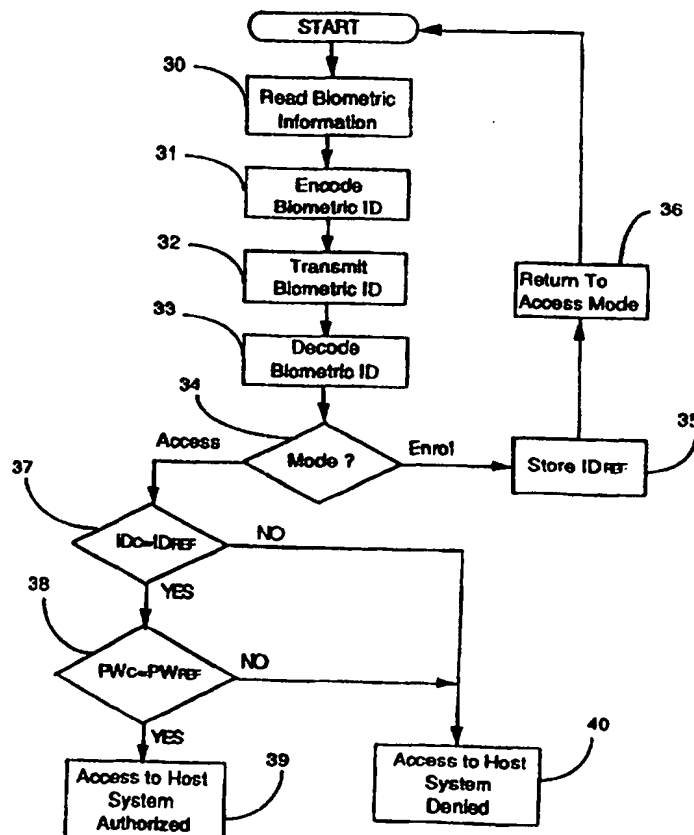 START
30
Read Biometric
Information
31
Encode
Biometric ID
32
Transmit
Biometric ID
36
Return To
Access Mode
33
Decode
Biometric ID
34
Mode ?
Access
Enrol
Store IDREF
35
37
IDC=IDREF
NO
YES
38
PWC=PWREF
NO
YES
Access to Host
System
Authorized
39
Access to Host
System
Denied
40